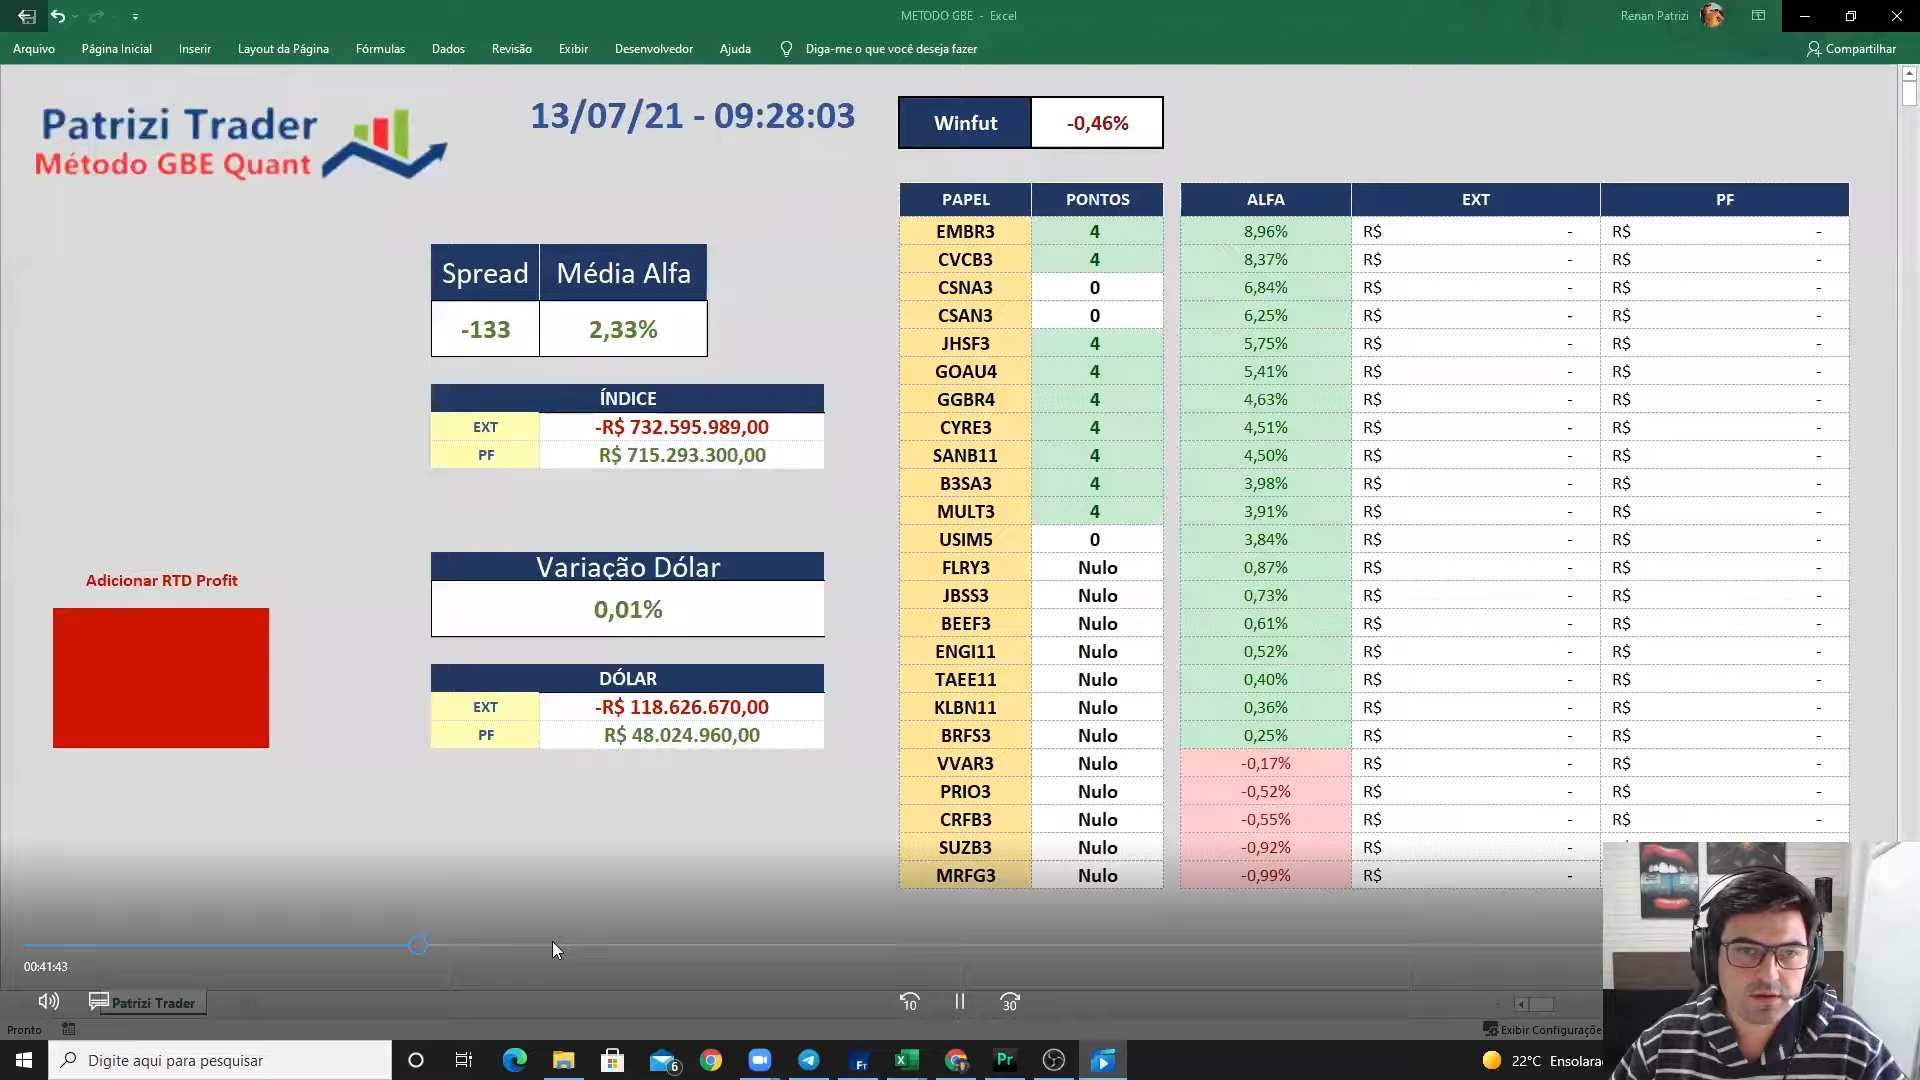 METODO GBE - Excel
Renan Patrizi
Arquivo Página Inicial Inserir Layout da Página Fórmulas Dados Revisão Exibir Desenvolvedor Ajuda Diga-me o que você deseja fazer Compartilhar
Patrizi Trader
Método GBE Quant
13/07/21 - 09:28:03
Winfut -0,46%
Spread Média Alfa
-133 2,33%
ÍNDICE
EXT -R$ 732.595.989,00
PF R$ 715.293.300,00
Variação Dólar
0,01%
DÓLAR
EXT -R$ 118.626.670,00
PF R$ 48.024.960,00
Adicionar RTD Profit
PAPEL PONTOS ALFA EXT PF
EMBR3 4 8,96% R$ - R$ -
CVCB3 4 8,37% R$ - R$ -
CSNA3 0 6,84% R$ - R$ -
CSAN3 0 6,25% R$ - R$ -
JHSF3 4 5,75% R$ - R$ -
GOAU4 4 5,41% R$ - R$ -
GGBR4 4 4,63% R$ - R$ -
CYRE3 4 4,51% R$ - R$ -
SANB11 4 4,50% R$ - R$ -
B3SA3 4 3,98% R$ - R$ -
MULT3 4 3,91% R$ - R$ -
USIM5 0 3,84% R$ - R$ -
FLRY3 Nulo 0,87% R$ - R$ -
JBSS3 Nulo 0,73% R$ - R$ -
BEEF3 Nulo 0,61% R$ - R$ -
ENGI11 Nulo 0,52% R$ - R$ -
TAEE11 Nulo 0,40% R$ - R$ -
KLBN11 Nulo 0,36% R$ - R$ -
BRFS3 Nulo 0,25% R$ - R$ -
VVAR3 Nulo -0,17% R$ - R$ -
PRIO3 Nulo -0,52% R$ - R$ -
CRFB3 Nulo -0,55% R$ - R$ -
SUZB3 Nulo -0,92% R$ -
MRFG3 Nulo -0,99% R$ -
00:41:43
Patrizi Trader
10 30
Pronto
Exibir Configuraçõe
Digite aqui para pesquisar
6
Fr
Pr
22°C Ensolara